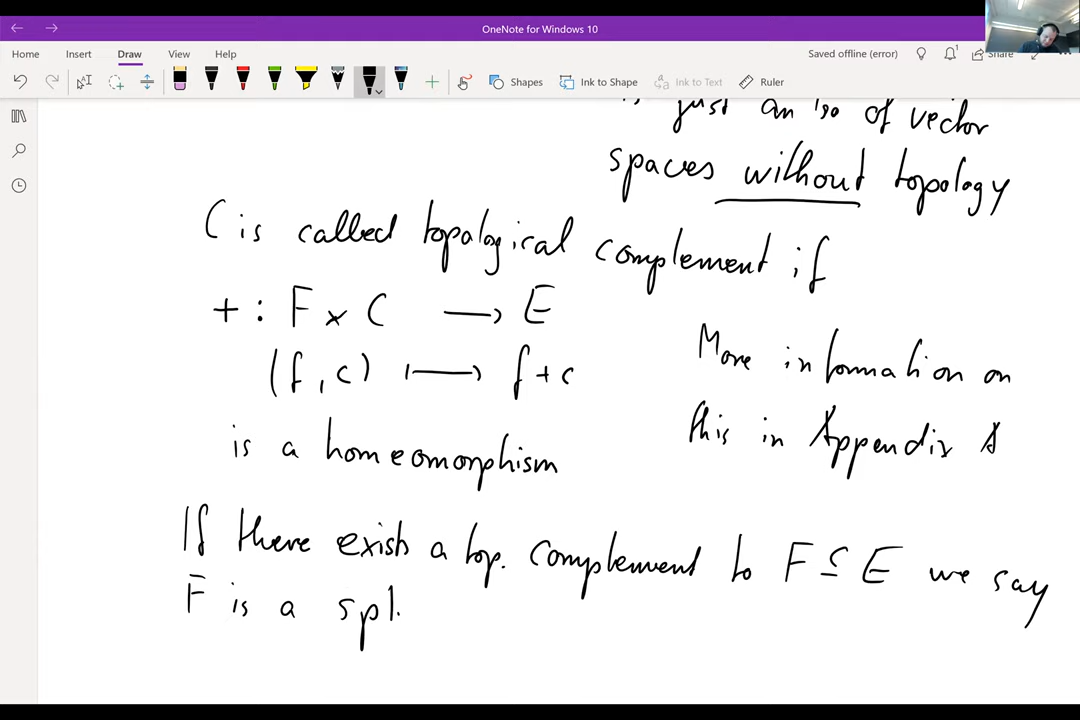 OneNote for Windows 10
Home Insert Draw View Help
Saved offline (error)
Share
Shapes Ink to Shape Ink to Text Ruler
is just an iso of vector
spaces without topology
C is called topological complement if
+ : F × C ⟶ E
(f, c) ⟼ f + c
More information on
this in Appendix A
is a homeomorphism
If there exists a top. complement to F ⊆ E we say
F is a spl